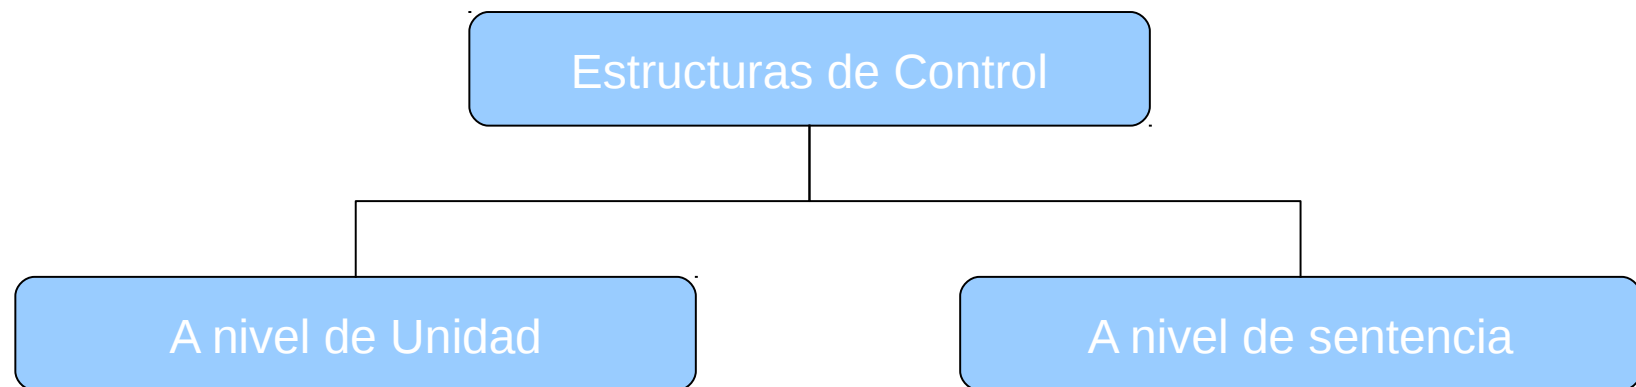 Estructuras de Control
A nivel de Unidad
A nivel de sentencia